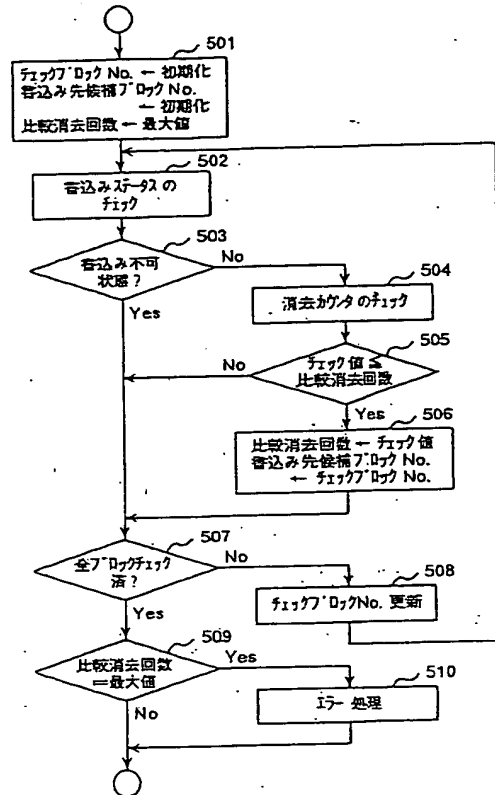 501
チェックブロック No. ← 初期化
書込み先候補ブロック No.
← 初期化
比較消去回数 ← 最大値
502
書込みステータスの
チェック
503
書込み不可
状態?
No
Yes
504
消去カウンタのチェック
505
チェック値 ≦
比較消去回数
No
Yes
506
比較消去回数 ← チェック値
書込み先候補ブロック No.
← チェックブロック No.
507
全ブロックチェック
済?
No
Yes
508
チェックブロックNo. 更新
509
比較消去回数
=最大値
Yes
No
510
エラー処理